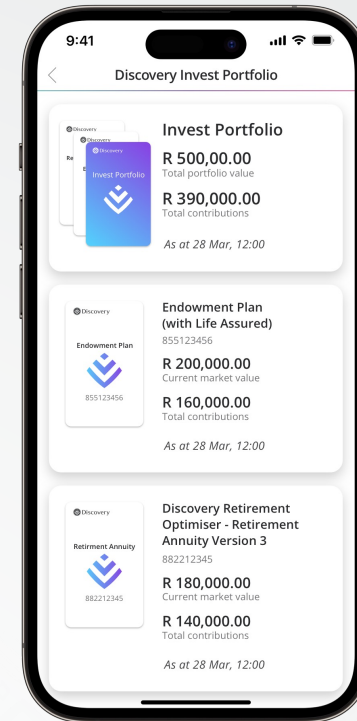 9:41
Discovery Invest Portfolio
Discovery
Discovery
Re
E
Discovery
Invest Portfolio
Invest Portfolio
R 500,00.00
Total portfolio value
R 390,000.00
Total contributions
As at 28 Mar, 12:00
Discovery
Endowment Plan
855123456
Endowment Plan
(with Life Assured)
855123456
R 200,000.00
Current market value
R 160,000.00
Total contributions
As at 28 Mar, 12:00
Discovery
Retirment Annuity
882212345
Discovery Retirement
Optimiser - Retirement
Annuity Version 3
882212345
R 180,000.00
Current market value
R 140,000.00
Total contributions
As at 28 Mar, 12:00